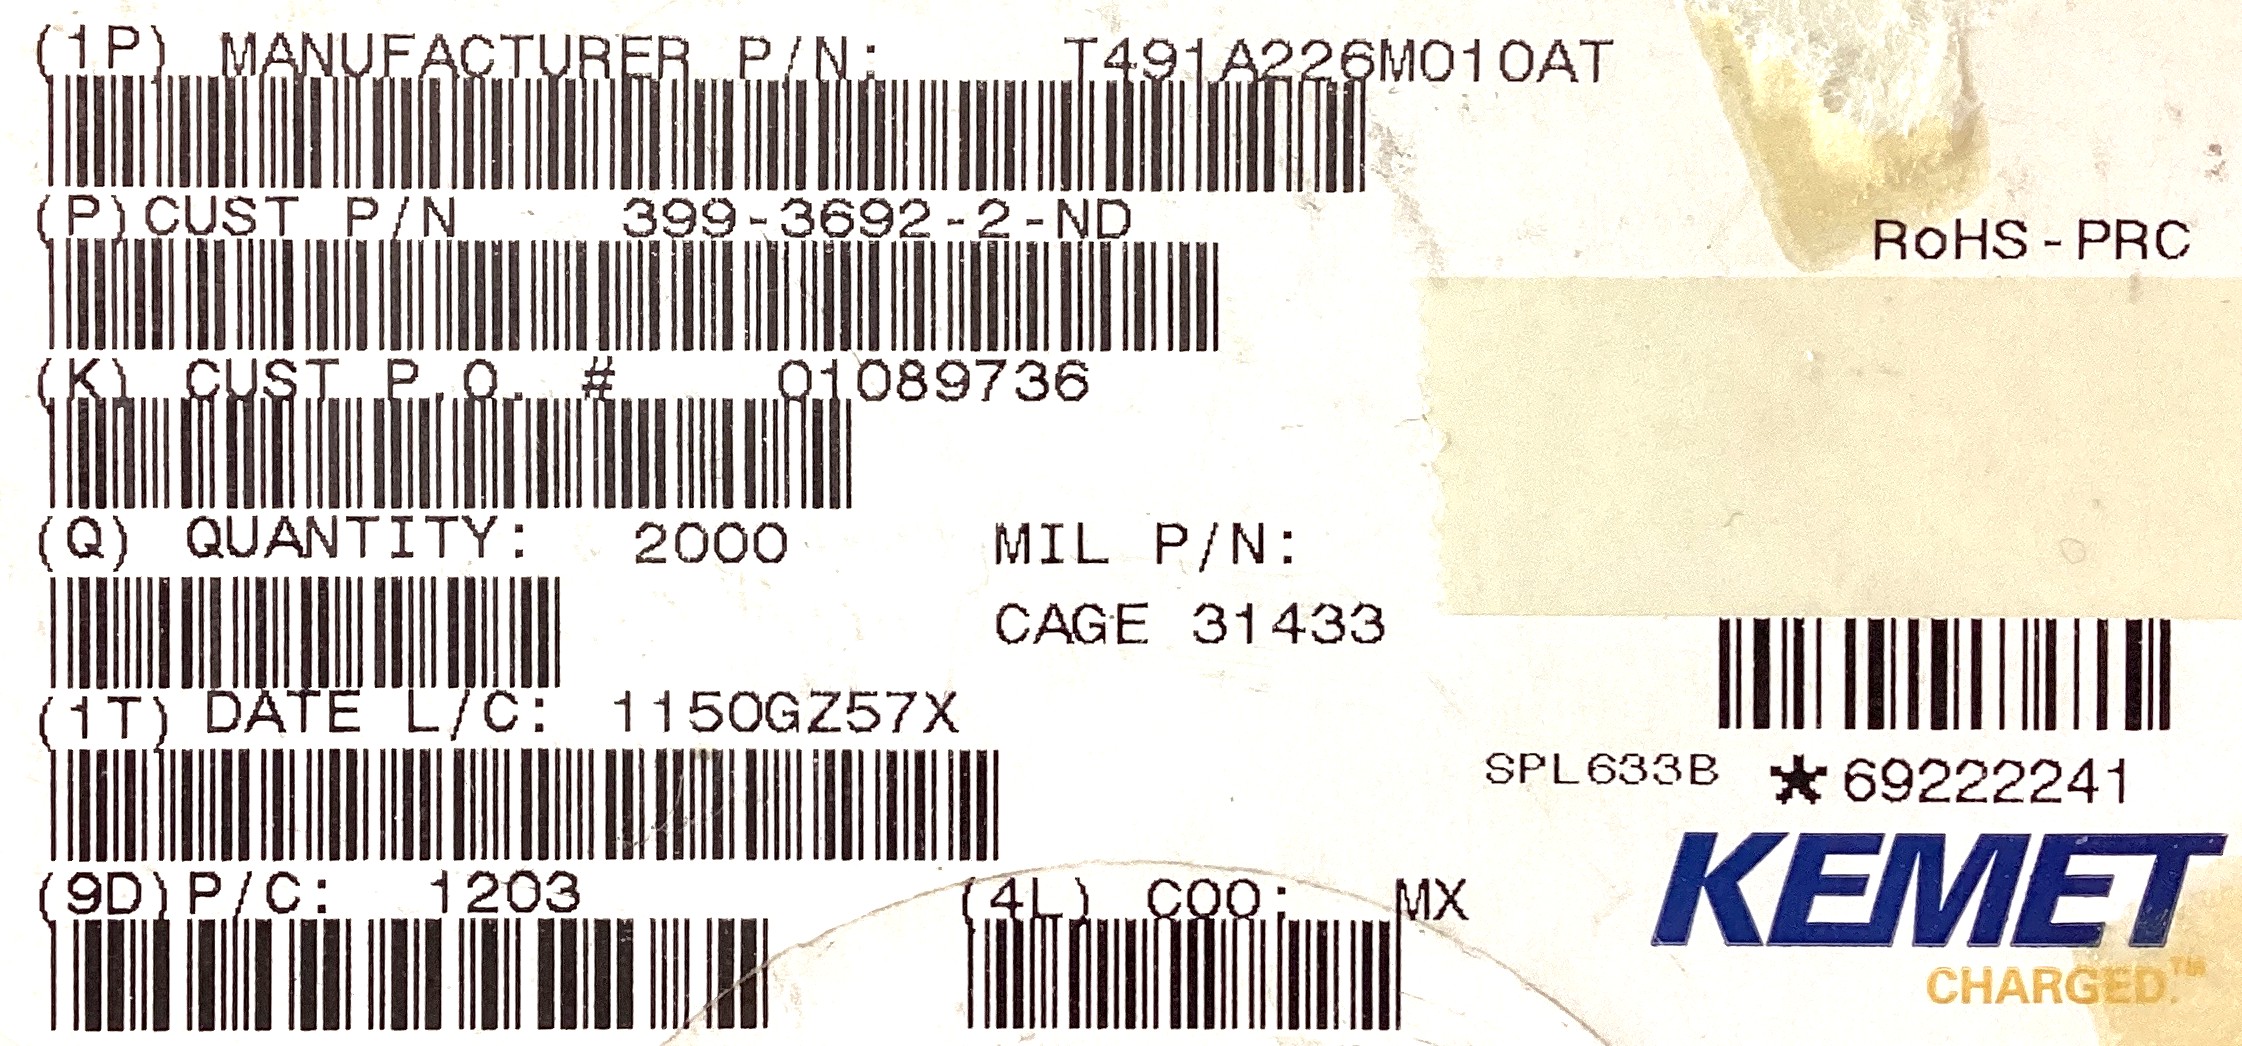 (1P) MANUFACTURER P/N: T491A226M010AT
(P)CUST P/N 399-3692-2-ND
RoHS-PRC
(K) CUST P.O. # 01089736
(Q) QUANTITY: 2000
MIL P/N:
CAGE 31433
(1T) DATE L/C: 1150GZ57X
SPL633B *69222241
(9D)P/C: 1203
(4L) COO: MX
KEMET
CHARGED.™